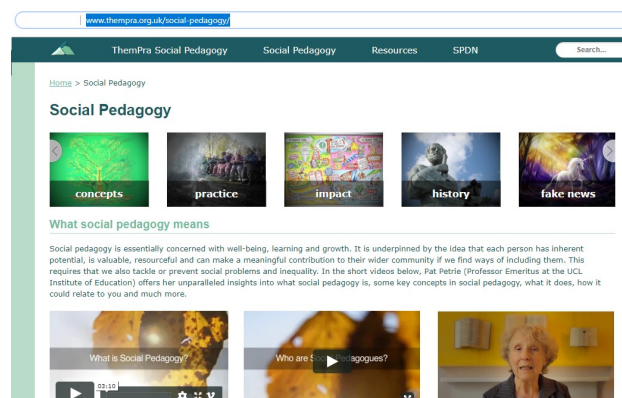 www.thempra.org.uk/social-pedagogy/
ThemPra Social Pedagogy Social Pedagogy Resources SPDN Search...
Home > Social Pedagogy
Social Pedagogy
concepts practice impact history fake news
What social pedagogy means
Social pedagogy is essentially concerned with well-being, learning and growth. It is underpinned by the idea that each person has inherent
potential, is valuable, resourceful and can make a meaningful contribution to their wider community if we find ways of including them. This
requires that we also tackle or prevent social problems and inequality. In the short videos below, Pat Petrie (Professor Emeritus at the UCL
Institute of Education) offers her unparalleled insights into what social pedagogy is, some key concepts in social pedagogy, what it does, how it
could relate to you and much more.
What is Social Pedagogy? Who are Social Pedagogues?
03:10